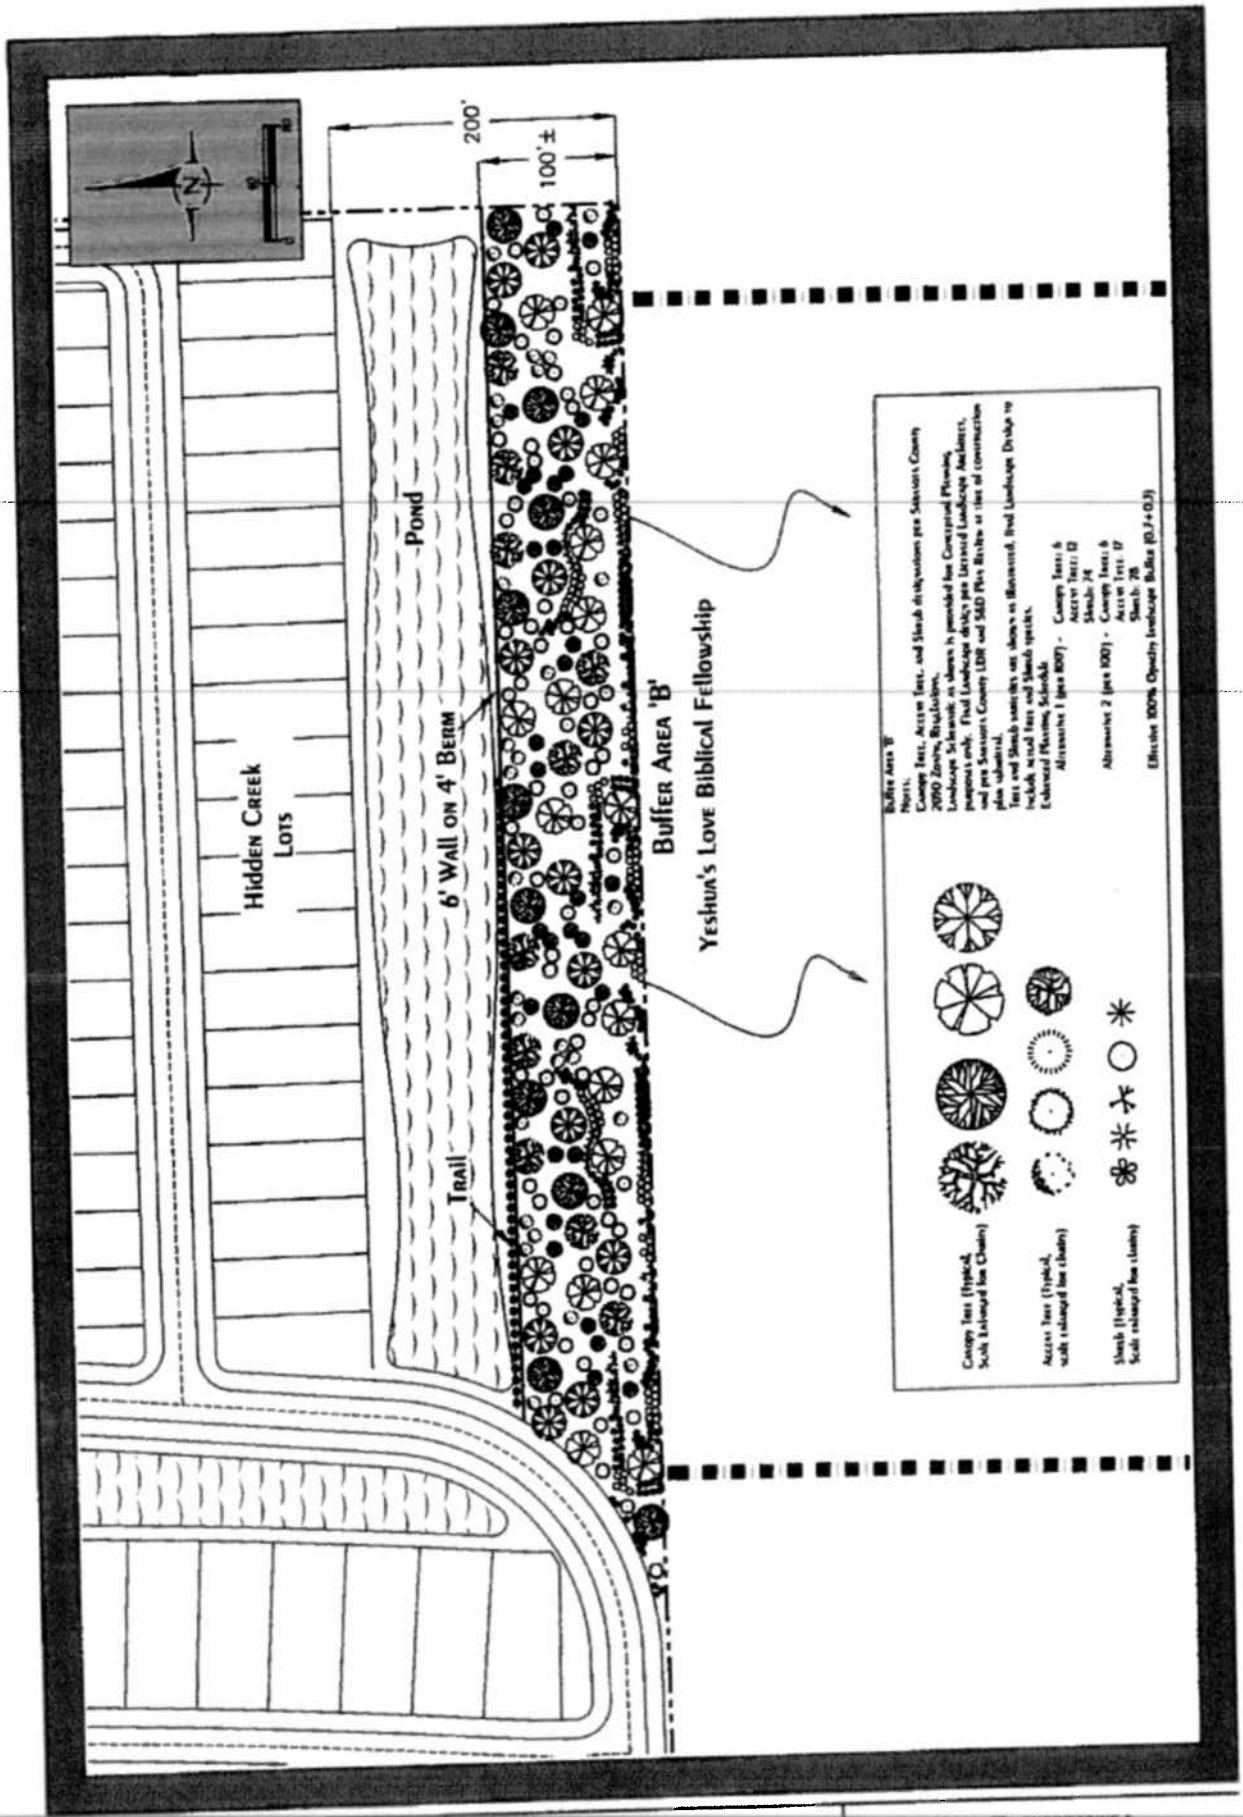 N
0
200'
100'±
Hidden Creek
Lots
Pond
6' Wall on 4' Berm
Trail
Buffer Area 'B'
Yeshua's Love Biblical Fellowship
Buffer Area 'B'
Notes:
Canopy Tree, Accent Tree, and Shrub designations per Sarasota County
2050 Zoning Regulations.
Landscape Schematic as shown is provided for Conceptual Planning
purposes only. Final Landscape design per Licensed Landscape Architect,
and per Sarasota County LDR and S&D Plan Review at time of construction
plan submittal.
Tree and Shrub varieties are shown as illustrated. Final Landscape Design to
include actual tree and Shrub species.
Enhanced Planting Schedule
Alternative 1 (per 100') - Canopy Trees: 6
Accent Trees: 12
Shrub: 24
Alternative 2 (per 100') - Canopy Trees: 6
Accent Tree: 17
Shrub: 28
Effective 100% Opacity Landscape Buffer (0.7+0.3)
Canopy Tree (Typical,
Scale Enlarged for Clarity)
Accent Tree (Typical,
scale enlarged for clarity)
Shrub (Typical,
Scale enlarged for clarity)